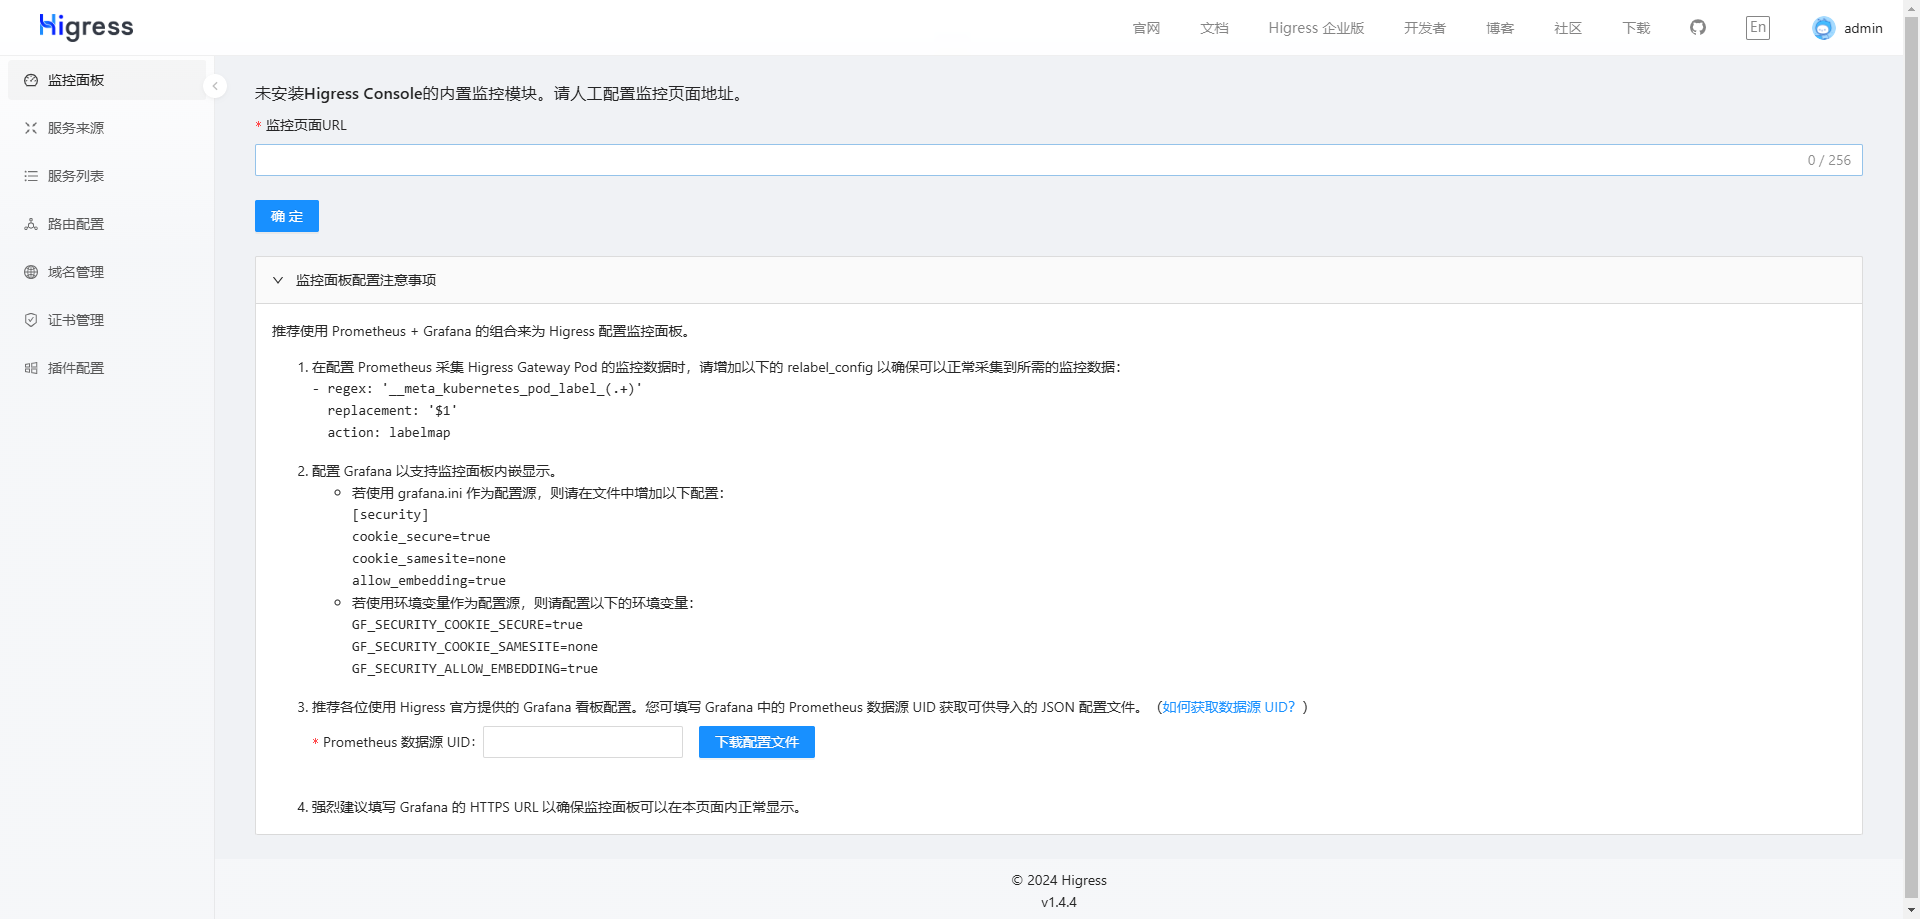 Higress
官网
文档
Higress 企业版
开发者
博客
社区
下载
En
admin
监控面板
服务来源
服务列表
路由配置
域名管理
证书管理
插件配置
未安装Higress Console的内置监控模块。请人工配置监控页面地址。
* 监控页面URL
0 / 256
确 定
监控面板配置注意事项
推荐使用 Prometheus + Grafana 的组合来为 Higress 配置监控面板。
1. 在配置 Prometheus 采集 Higress Gateway Pod 的监控数据时，请增加以下的 relabel_config 以确保可以正常采集到所需的监控数据：
- regex: '__meta_kubernetes_pod_label_(.+)'
replacement: '$1'
action: labelmap
2. 配置 Grafana 以支持监控面板内嵌显示。
若使用 grafana.ini 作为配置源，则请在文件中增加以下配置：
[security]
cookie_secure=true
cookie_samesite=none
allow_embedding=true
若使用环境变量作为配置源，则请配置以下的环境变量：
GF_SECURITY_COOKIE_SECURE=true
GF_SECURITY_COOKIE_SAMESITE=none
GF_SECURITY_ALLOW_EMBEDDING=true
3. 推荐各位使用 Higress 官方提供的 Grafana 看板配置。您可填写 Grafana 中的 Prometheus 数据源 UID 获取可供导入的 JSON 配置文件。（如何获取数据源 UID？）
* Prometheus 数据源 UID：
下载配置文件
4. 强烈建议填写 Grafana 的 HTTPS URL 以确保监控面板可以在本页面内正常显示。
© 2024 Higress
v1.4.4